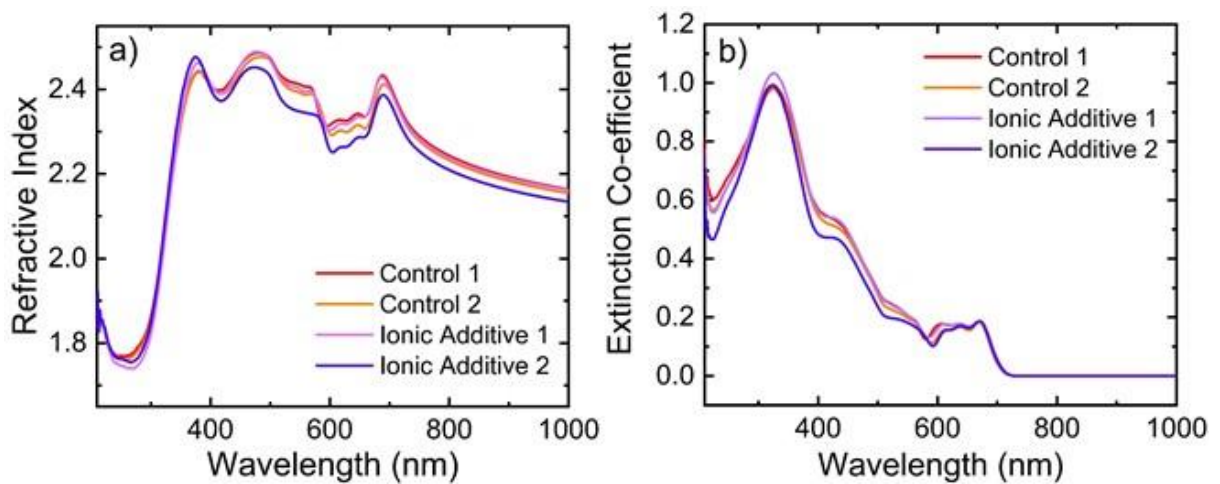 a)
2.4
2.2
2.0
1.8
Refractive Index
Control 1
Control 2
Ionic Additive 1
Ionic Additive 2
400
600
800
1000
Wavelength (nm)
b)
1.2
1.0
0.8
0.6
0.4
0.2
0.0
Extinction Co-efficient
Control 1
Control 2
Ionic Additive 1
Ionic Additive 2
400
600
800
1000
Wavelength (nm)